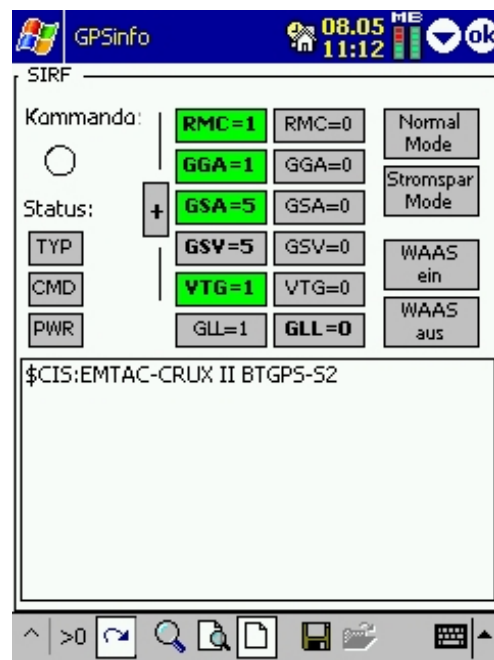 GPSinfo
08.05
11:12
MB
ok
SIRF
Kommando:
RMC=1 RMC=0 Normal Mode
GGA=1 GGA=0
Stromspar Mode
Status:
+
GSA=5 GSA=0
TYP GSV=5 GSV=0 WAAS ein
CMD VTG=1 VTG=0
WAAS aus
PWR GLL=1 GLL=0
$CIS:EMTAC-CRUX II BTGPS-S2
^ >0